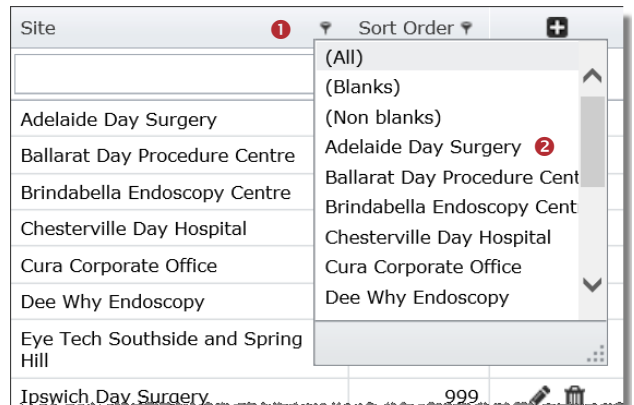 Site 1 Sort Order
(All)
(Blanks)
(Non blanks)
Adelaide Day Surgery
Adelaide Day Surgery 2
Ballarat Day Procedure Centre
Ballarat Day Procedure Cent
Brindabella Endoscopy Centre
Brindabella Endoscopy Cent
Chesterville Day Hospital
Chesterville Day Hospital
Cura Corporate Office
Cura Corporate Office
Dee Why Endoscopy
Dee Why Endoscopy
Eye Tech Southside and Spring
Hill
Ipswich Day Surgery 999